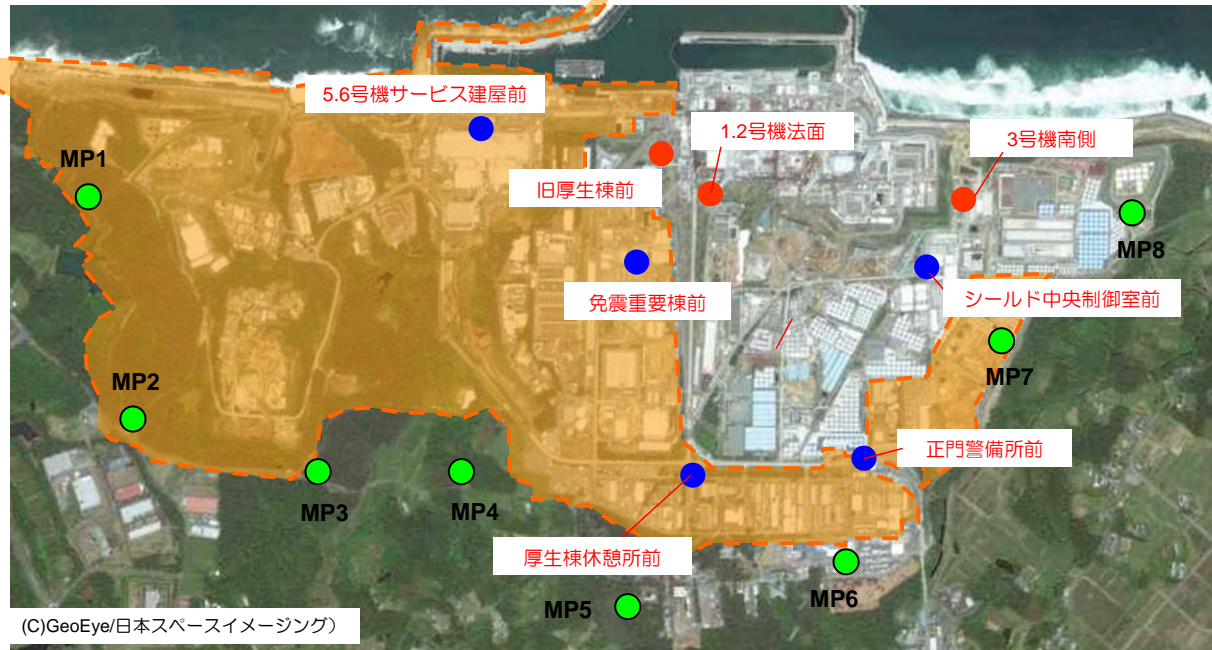 5.6号機サービス建屋前
1.2号機法面
3号機南側
MP1
旧厚生棟前
MP8
免震重要棟前
シールド中央制御室前
MP2
MP7
正門警備所前
MP3
MP4
厚生棟休憩所前
MP5
MP6
(C)GeoEye/日本スペースイメージング）